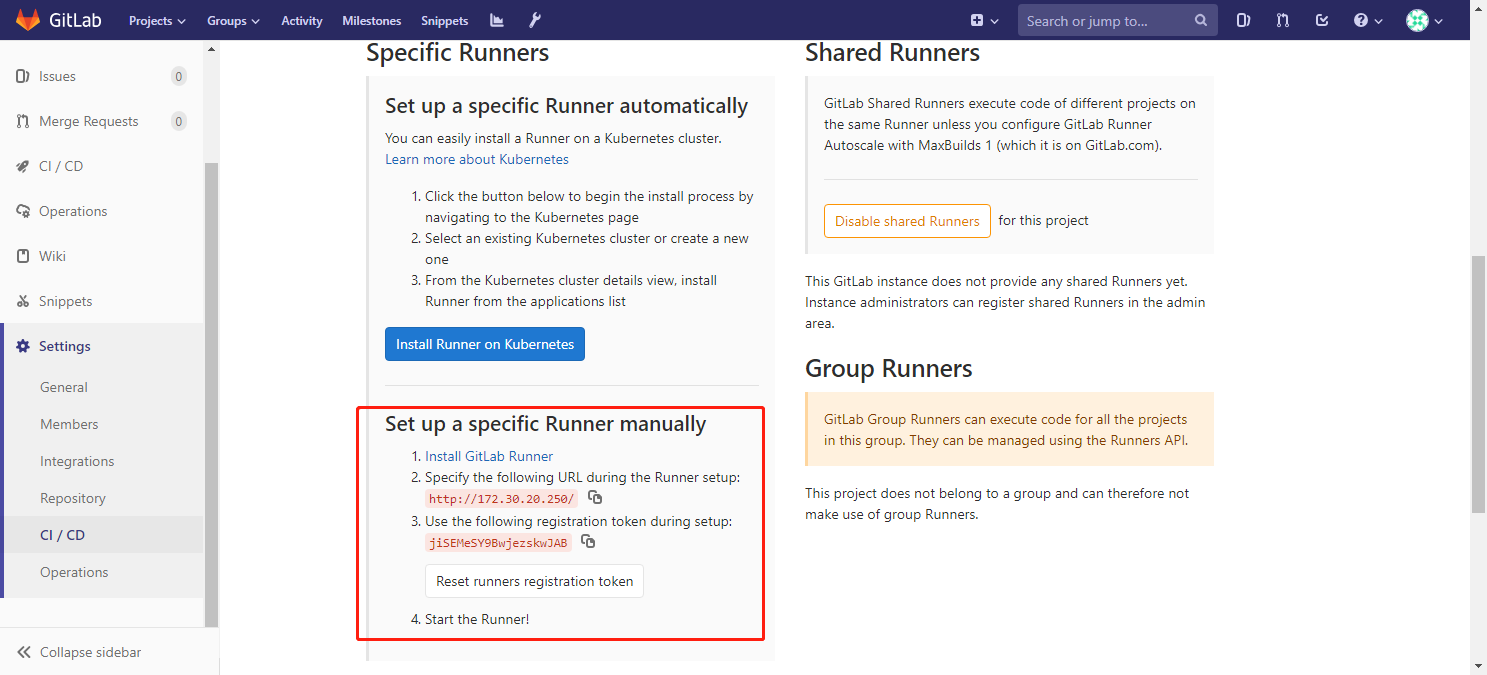 GitLab
Projects
Groups
Activity
Milestones
Snippets
Search or jump to...
Issues
0
Merge Requests
0
CI / CD
Operations
Wiki
Snippets
Settings
General
Members
Integrations
Repository
CI / CD
Operations
Collapse sidebar
Specific Runners
Set up a specific Runner automatically
You can easily install a Runner on a Kubernetes cluster.
Learn more about Kubernetes
1. Click the button below to begin the install process by
navigating to the Kubernetes page
2. Select an existing Kubernetes cluster or create a new
one
3. From the Kubernetes cluster details view, install
Runner from the applications list
Install Runner on Kubernetes
Set up a specific Runner manually
1. Install GitLab Runner
2. Specify the following URL during the Runner setup:
http://172.30.20.250/
3. Use the following registration token during setup:
jiSEMeSY9BwjezskwJAB
Reset runners registration token
4. Start the Runner!
Shared Runners
GitLab Shared Runners execute code of different projects on
the same Runner unless you configure GitLab Runner
Autoscale with MaxBuilds 1 (which it is on GitLab.com).
Disable shared Runners for this project
This GitLab instance does not provide any shared Runners yet.
Instance administrators can register shared Runners in the admin
area.
Group Runners
GitLab Group Runners can execute code for all the projects
in this group. They can be managed using the Runners API.
This project does not belong to a group and can therefore not
make use of group Runners.